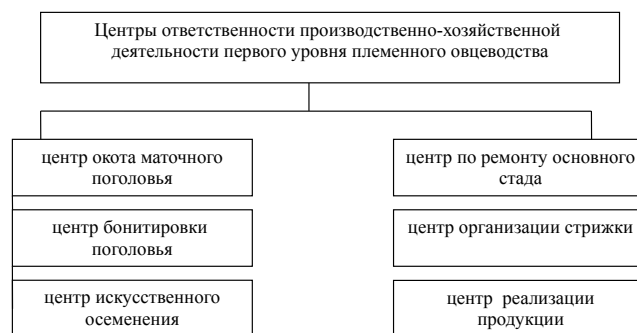 Центры ответственности производственно-хозяйственной
деятельности первого уровня племенного овцеводства
центр окота маточного
поголовья
центр по ремонту основного
стада
центр бонитировки
поголовья
центр организации стрижки
центр искусственного
осеменения
центр реализации
продукции